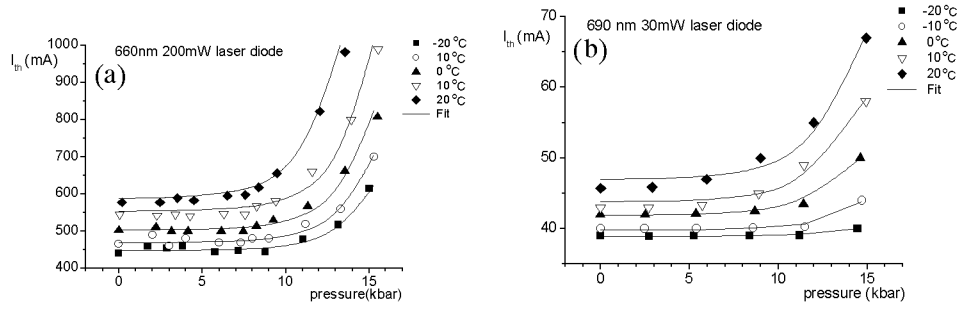 660nm 200mW laser diode
(a)
I_th (mA)
1000
900
800
700
600
500
400
0
5
10
15
pressure(kbar)
-20 °C
10 °C
0 °C
10 °C
20 °C
Fit
690 nm 30mW laser diode
(b)
I_th (mA)
70
60
50
40
0
5
10
15
pressure (kbar)
-20 °C
-10 °C
0 °C
10 °C
20 °C
Fit